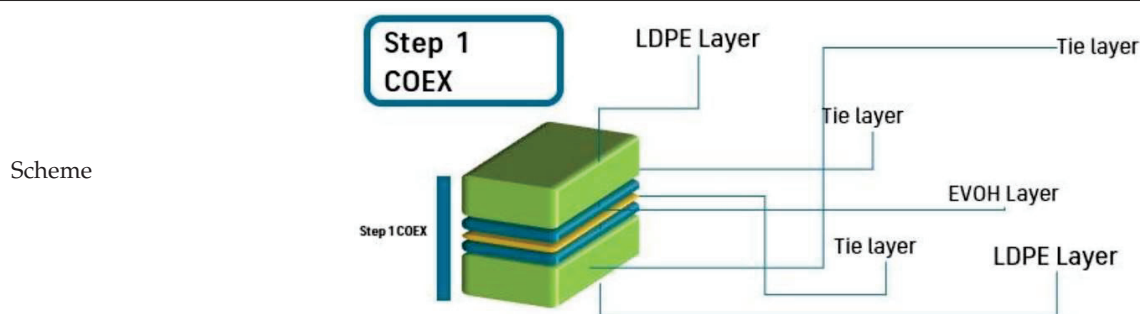 Step 1
COEX
LDPE Layer
Tie layer
Tie layer
Scheme
EVOH Layer
Step 1 COEX
Tie layer
LDPE Layer